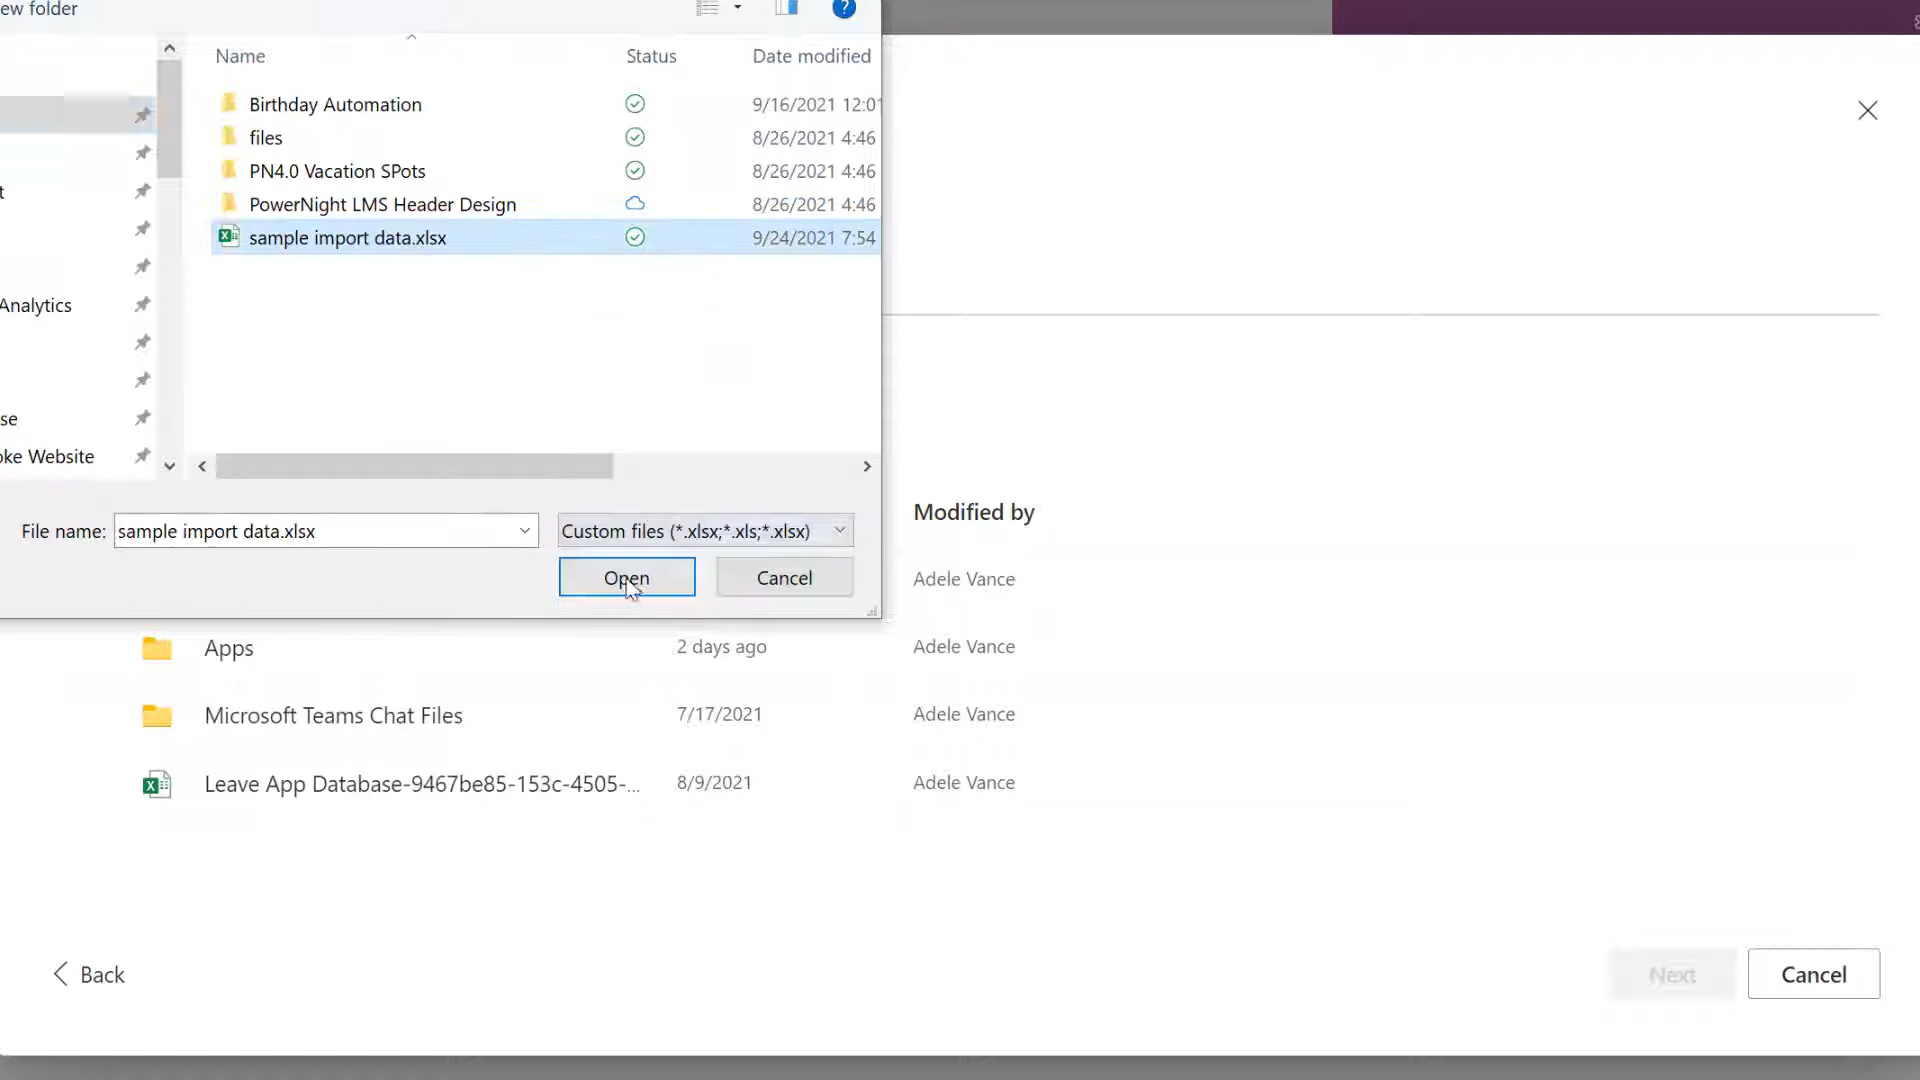 ew folder
Name Status Date modified
Birthday Automation 9/16/2021 12:01
files 8/26/2021 4:46
PN4.0 Vacation SPots 8/26/2021 4:46
t
PowerNight LMS Header Design 8/26/2021 4:46
sample import data.xlsx 9/24/2021 7:54
Analytics
se
oke Website
File name: sample import data.xlsx Custom files (*.xlsx;*.xls;*.xlsx)
Open Cancel
Modified by
Adele Vance
Apps 2 days ago Adele Vance
Microsoft Teams Chat Files 7/17/2021 Adele Vance
Leave App Database-9467be85-153c-4505-... 8/9/2021 Adele Vance
Back Next Cancel